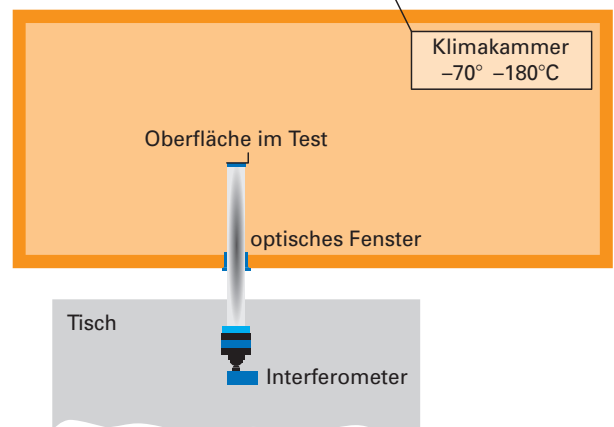 Klimakammer
–70° –180°C
Oberfläche im Test
optisches Fenster
Tisch
Interferometer